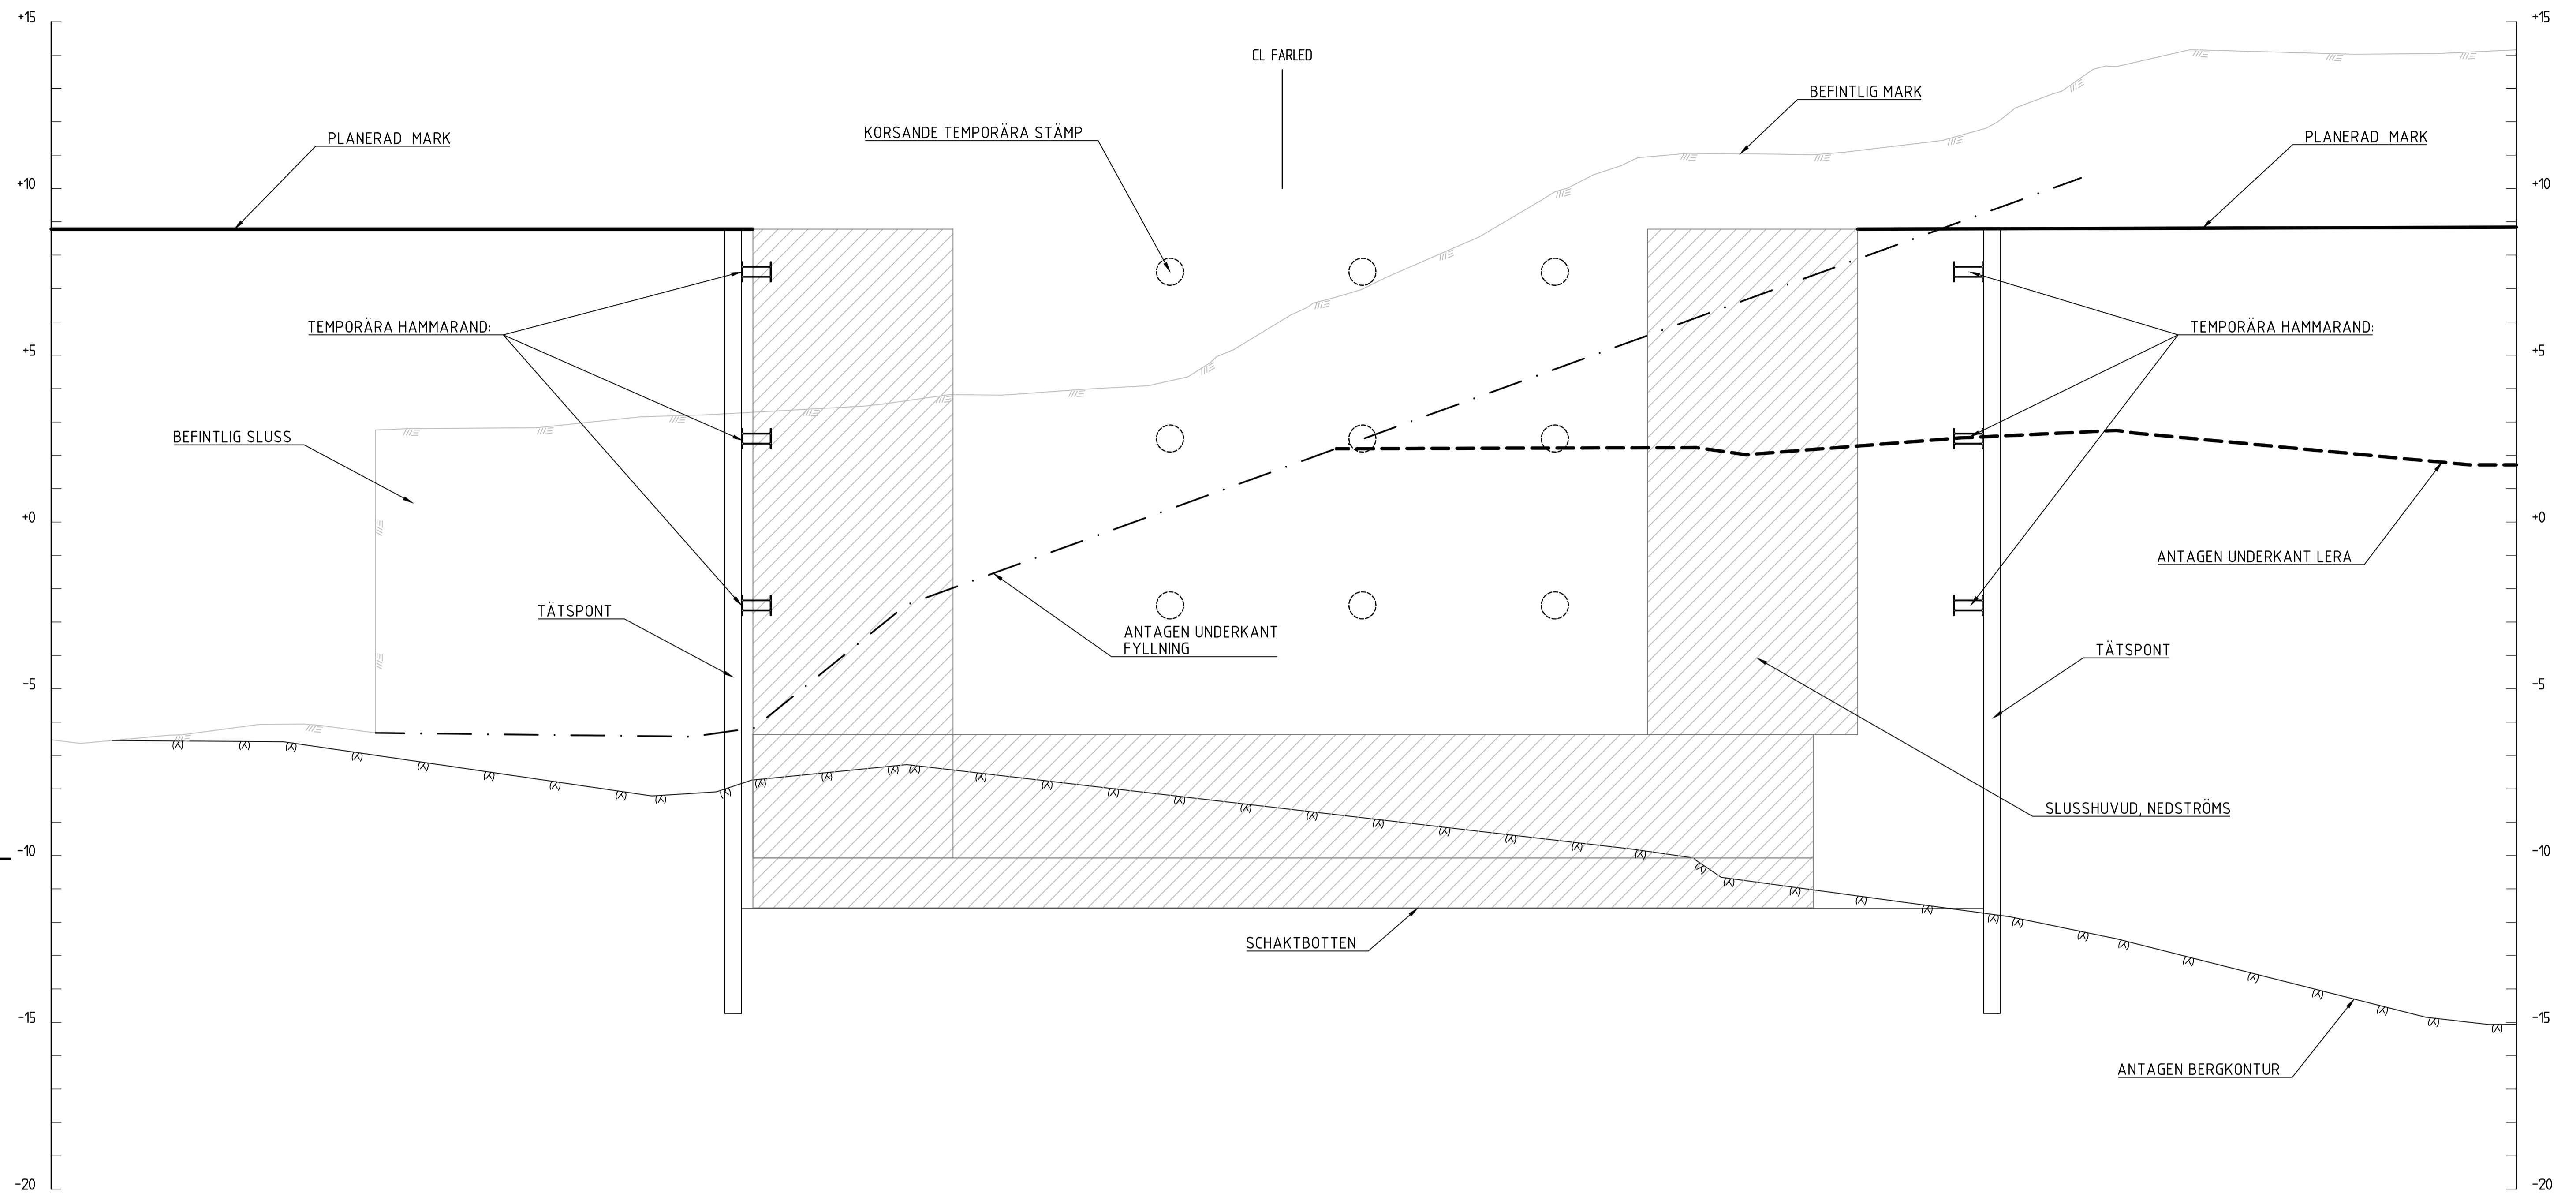 +15
+15
CL FARLED
BEFINTLIG MARK
KORSANDE TEMPORÄRA STÄMP
PLANERAD MARK
PLANERAD MARK
+10
+10
TEMPORÄRA HAMMARAND:
TEMPORÄRA HAMMARAND:
+5
+5
BEFINTLIG SLUSS
+0
+0
ANTAGEN UNDERKANT LERA
TÄTSPONT
ANTAGEN UNDERKANT
FYLLNING
TÄTSPONT
-5
-5
SLUSSHUVUD, NEDSTRÖMS
-10
-10
SCHAKTBOTTEN
-15
-15
ANTAGEN BERGKONTUR
-20
-20